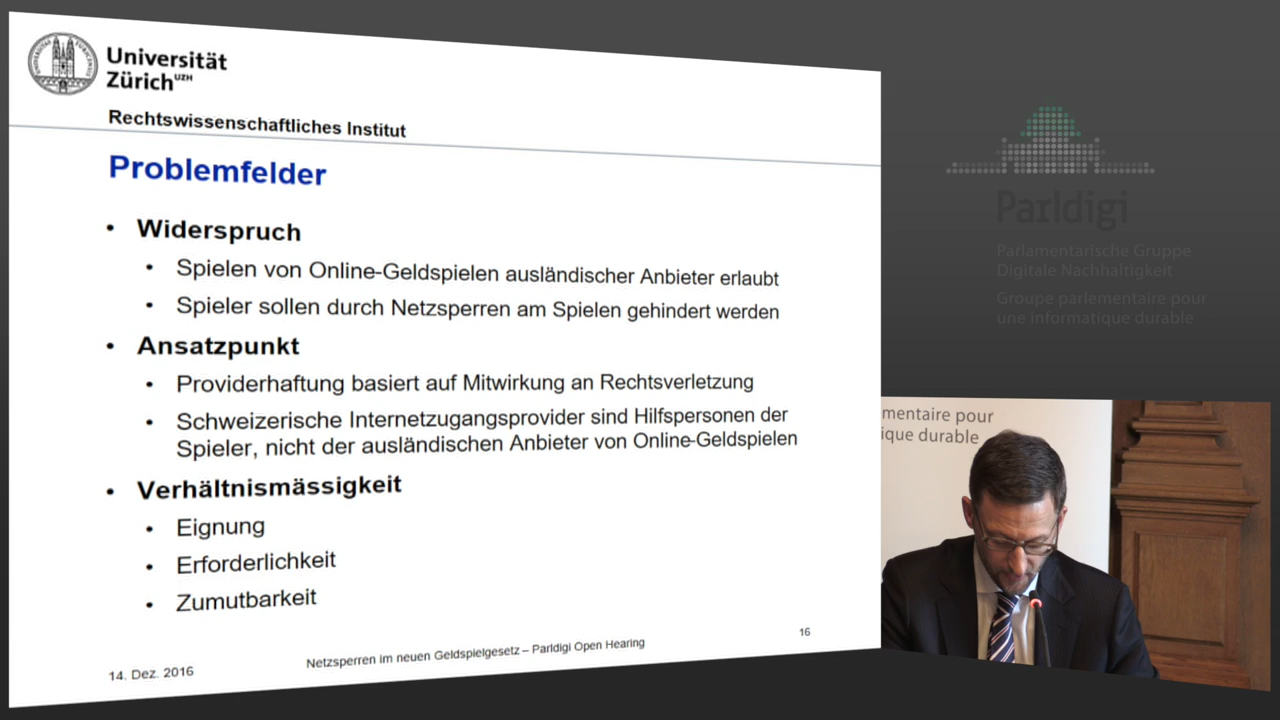 Universität
Zürich UZH
Rechtswissenschaftliches Institut
Problemfelder
• Widerspruch
• Spielen von Online-Geldspielen ausländischer Anbieter erlaubt
• Spieler sollen durch Netzsperren am Spielen gehindert werden
• Ansatzpunkt
• Providerhaftung basiert auf Mitwirkung an Rechtsverletzung
• Schweizerische Internetzugangsprovider sind Hilfspersonen der
Spieler, nicht der ausländischen Anbieter von Online-Geldspielen
• Verhältnismässigkeit
• Eignung
• Erforderlichkeit
• Zumutbarkeit
14. Dez. 2016
Netzsperren im neuen Geldspielgesetz – Parldigi Open Hearing
16
Parldigi
Parlamentarische Gruppe
Digitale Nachhaltigkeit
Groupe parlementaire pour
une informatique durable
mentaire pour
ique durable